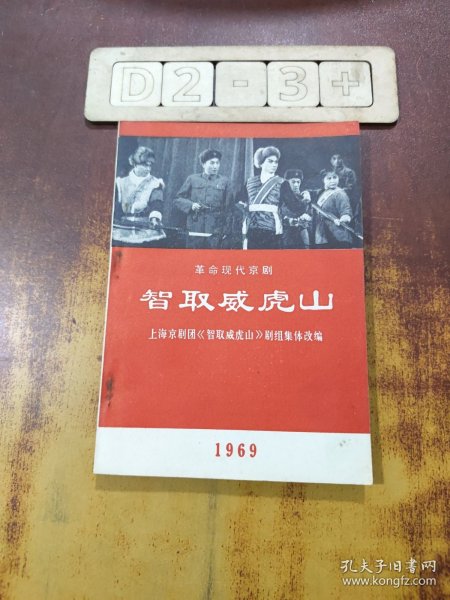 D2-3+
革命现代京剧
智取威虎山
上海京剧团《智取威虎山》剧组集体改编
1969
孔夫子旧书网
www.kongfz.com